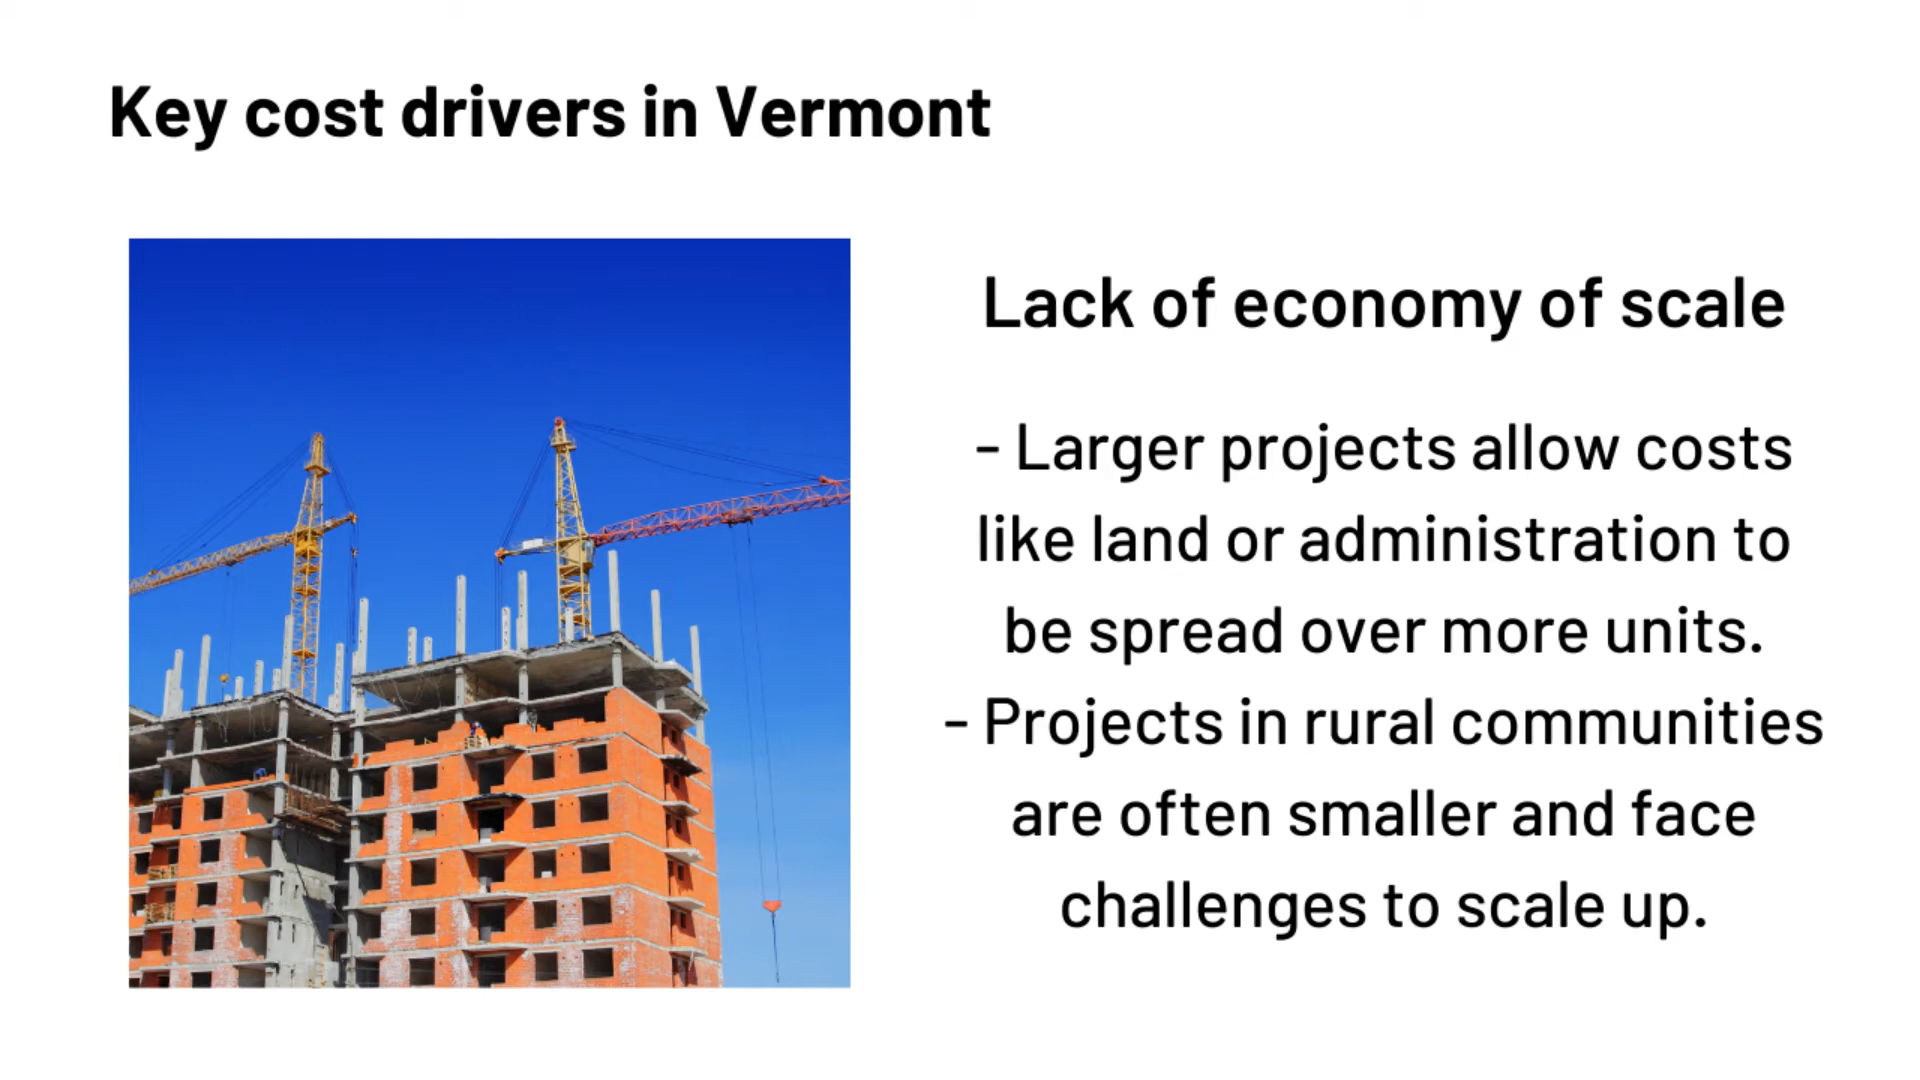 Key cost drivers in Vermont
Lack of economy of scale
- Larger projects allow costs
like land or administration to
be spread over more units.
- Projects in rural communities
are often smaller and face
challenges to scale up.